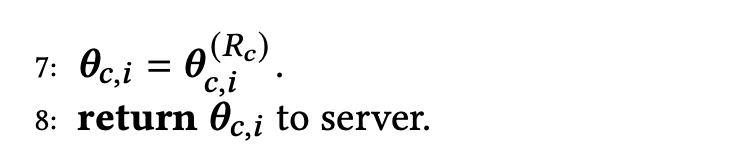 7: θ_{c,i} = θ_{c,i}^{(R_c)}.
8: return θ_{c,i} to server.